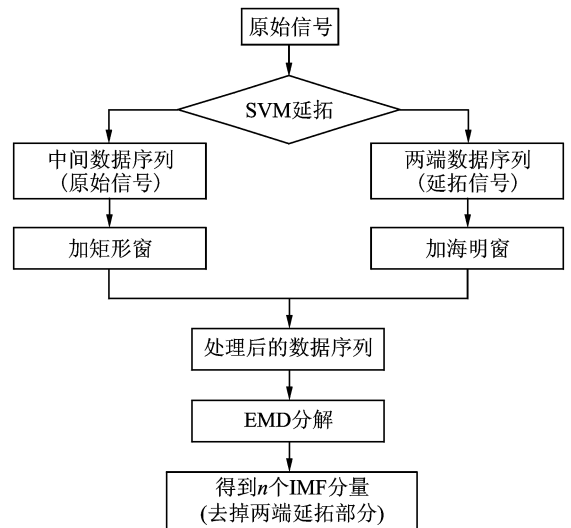 原始信号
SVM延拓
中间数据序列
(原始信号)
两端数据序列
(延拓信号)
加矩形窗
加海明窗
处理后的数据序列
EMD分解
得到n个IMF分量
(去掉两端延拓部分)